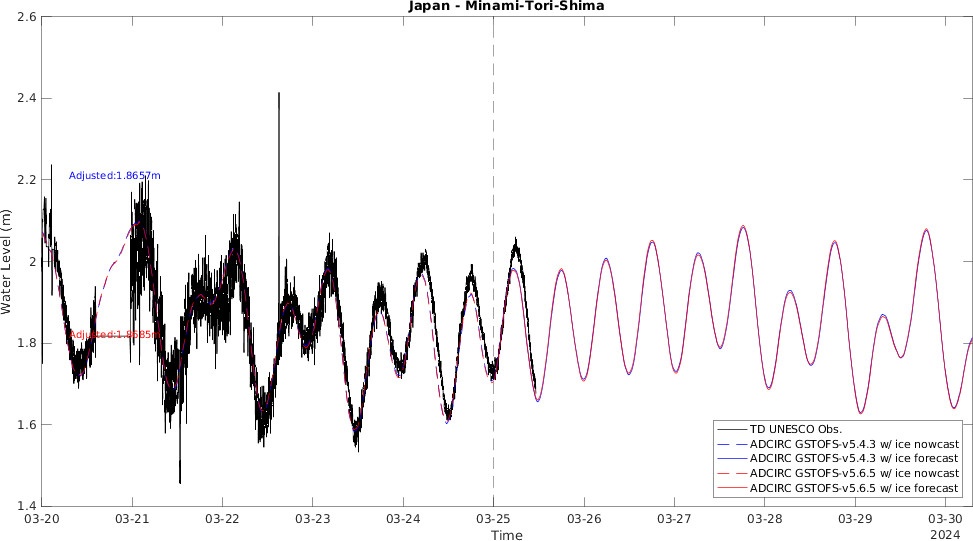 Japan - Minami-Tori-Shima
Water Level (m)
2.6
2.4
2.2
2
1.8
1.6
1.4
Adjusted:1.8657m
Adjusted:1.8685m
TD UNESCO Obs.
ADCIRC GSTOFS-v5.4.3 w/ ice nowcast
ADCIRC GSTOFS-v5.4.3 w/ ice forecast
ADCIRC GSTOFS-v5.6.5 w/ ice nowcast
ADCIRC GSTOFS-v5.6.5 w/ ice forecast
03-20 03-21 03-22 03-23 03-24 03-25 03-26 03-27 03-28 03-29 03-30
2024
Time